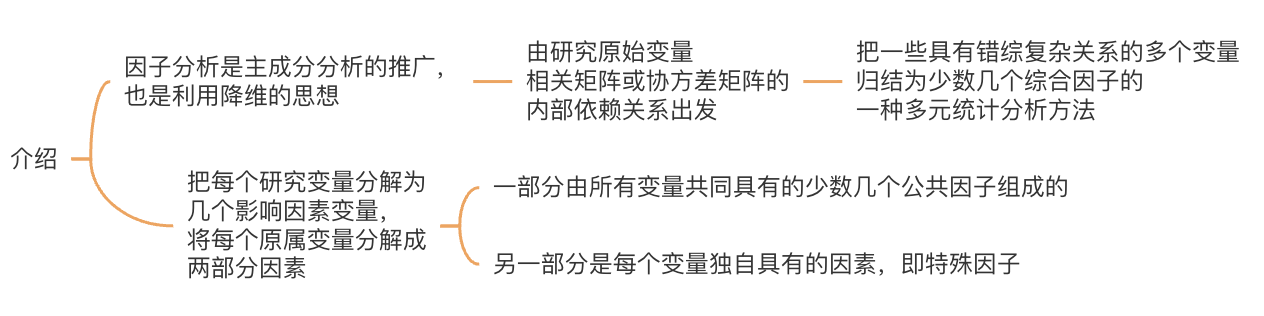 介绍
因子分析是主成分分析的推广，
也是利用降维的思想
由研究原始变量
相关矩阵或协方差矩阵的
内部依赖关系出发
把一些具有错综复杂关系的多个变量
归结为少数几个综合因子的
一种多元统计分析方法
把每个研究变量分解为
几个影响因素变量，
将每个原属变量分解成
两部分因素
一部分由所有变量共同具有的少数几个公共因子组成的
另一部分是每个变量独自具有的因素，即特殊因子